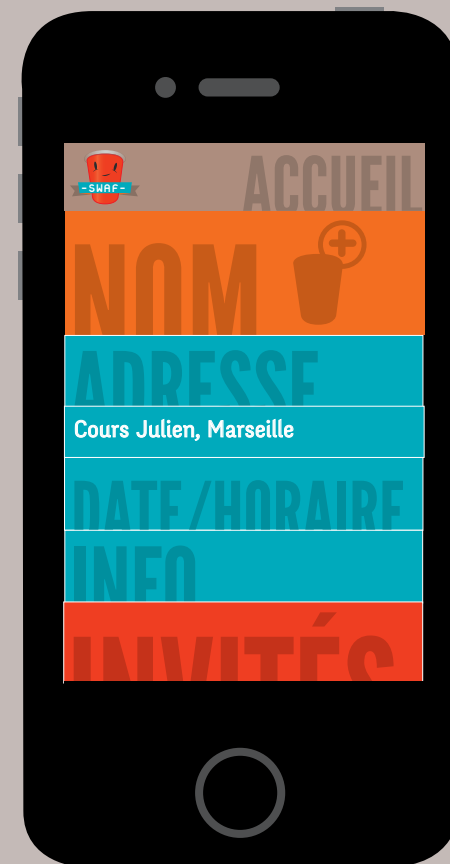 -SWAF-
ACCUEIL
NOM
ADRESSE
Cours Julien, Marseille
DATE/HORAIRE
INFO
INVITÉS